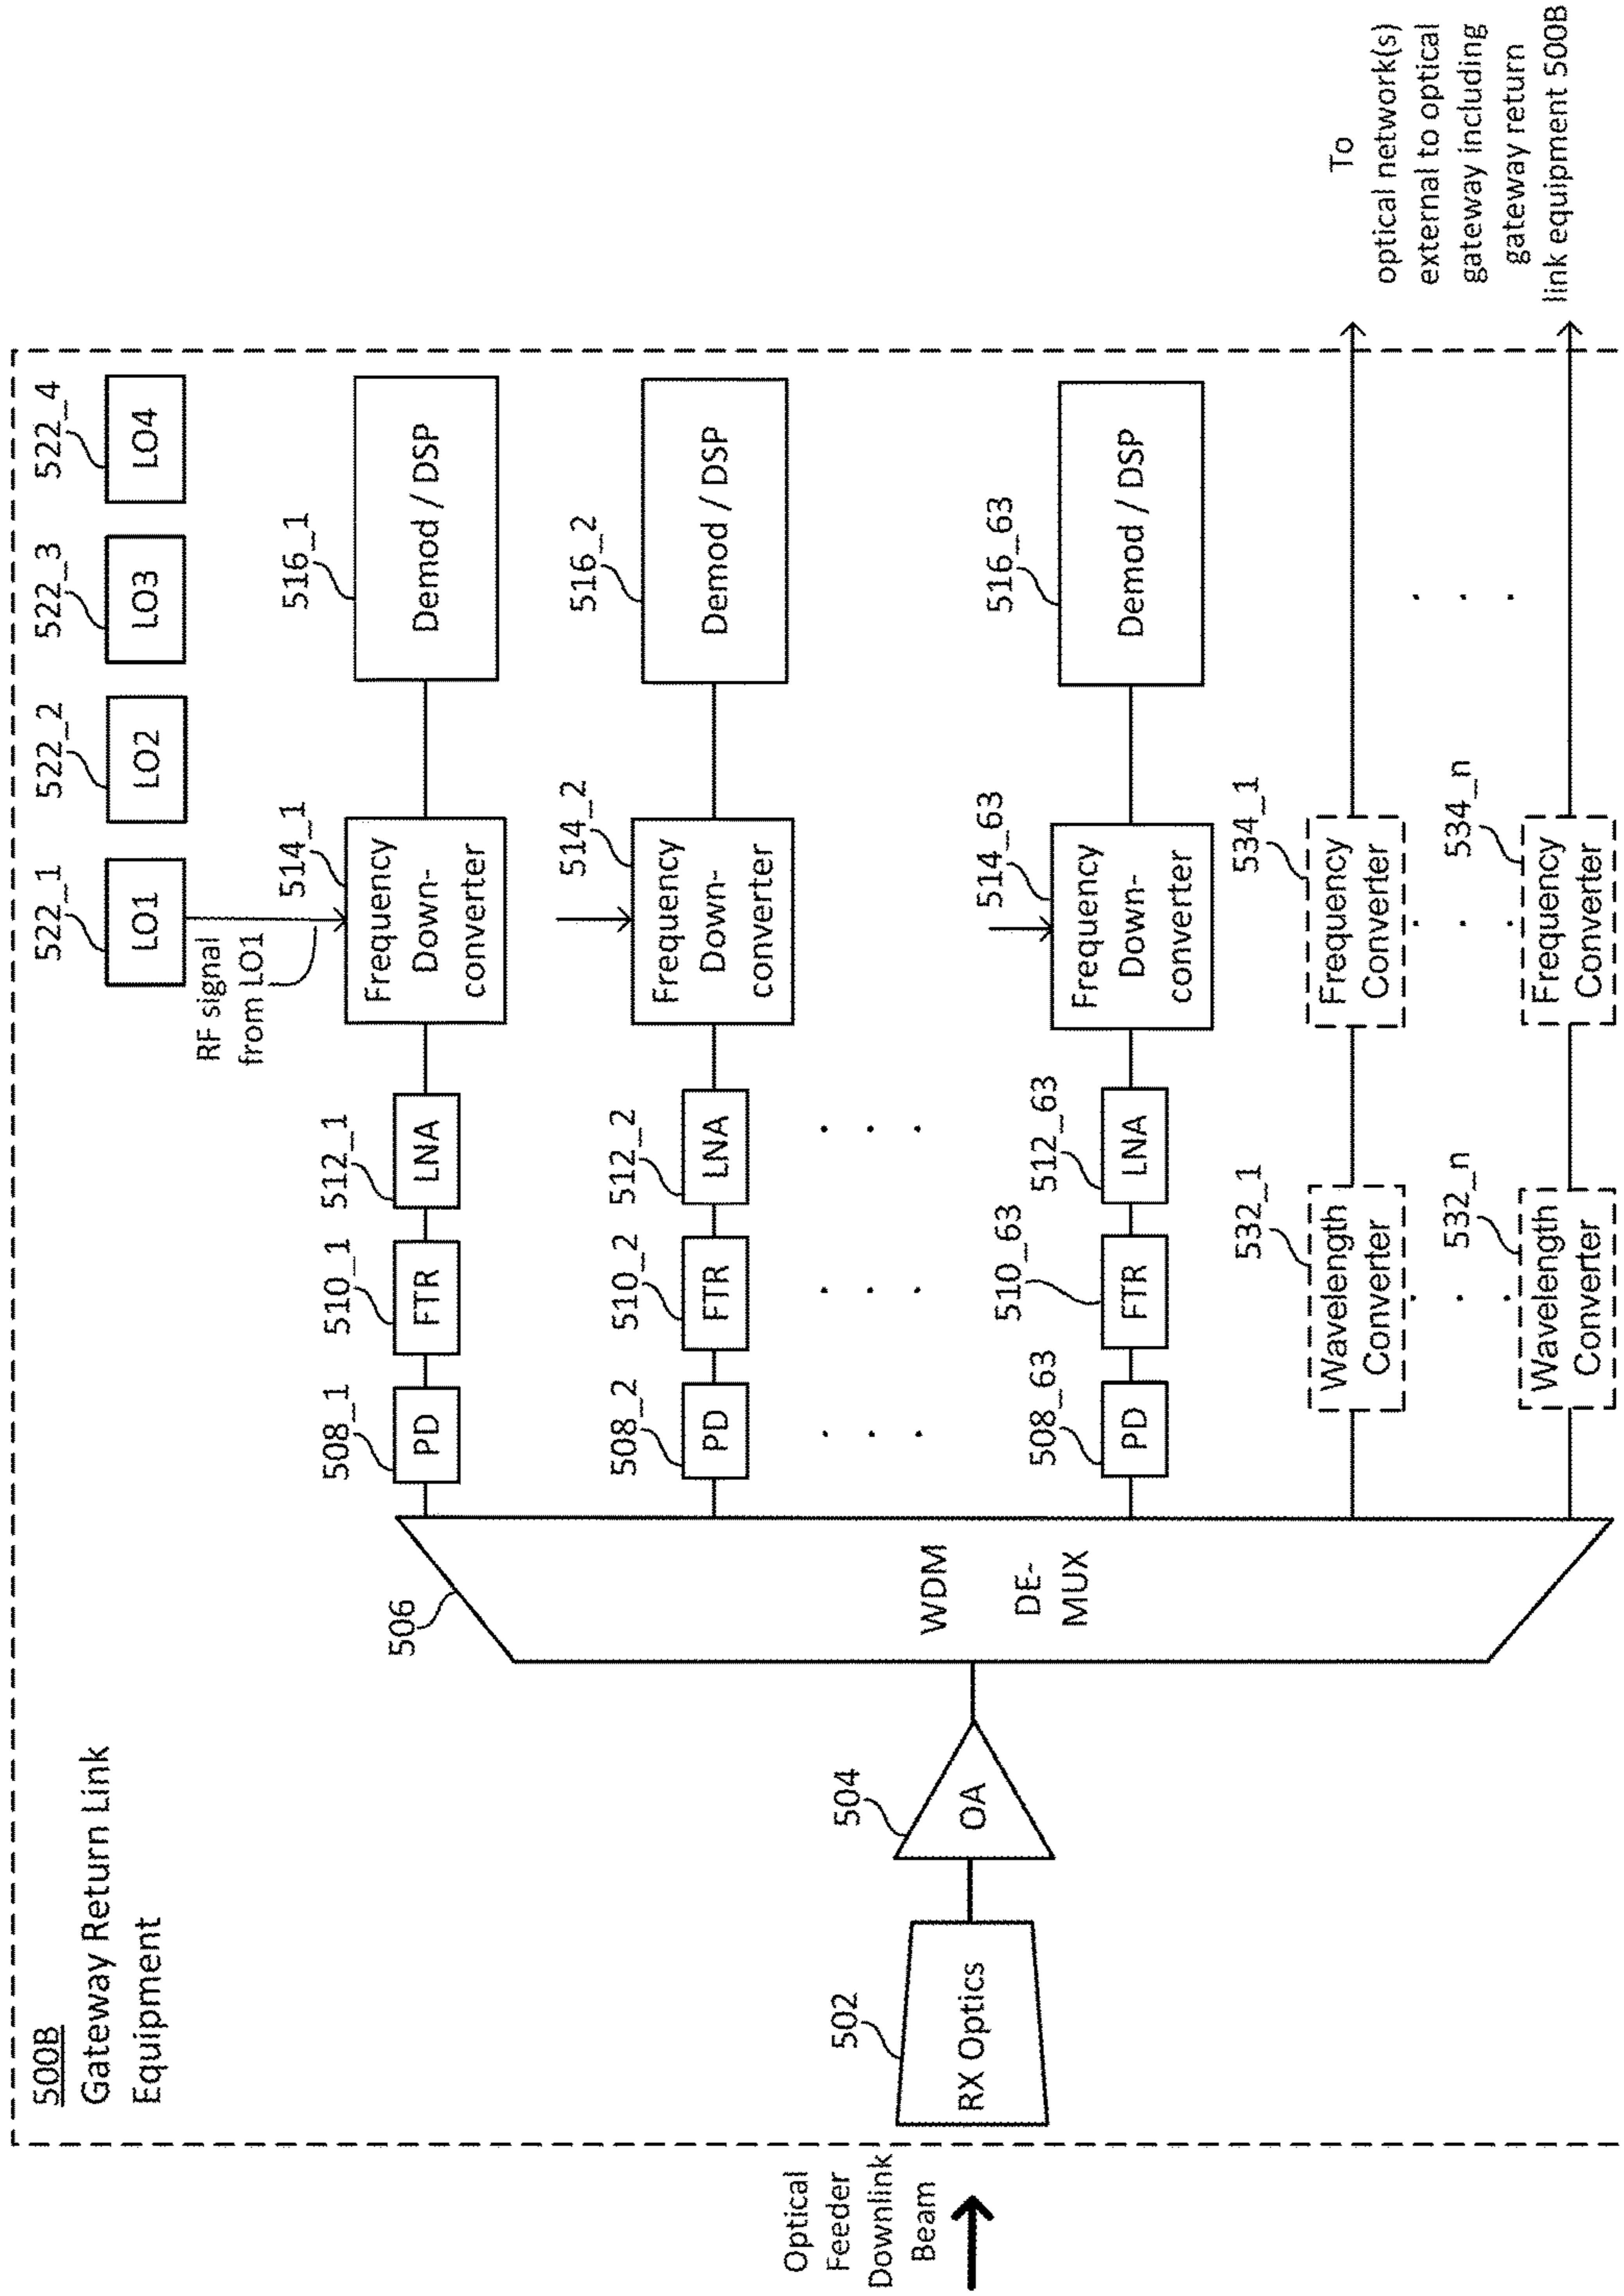 500B
Gateway Return Link
Equipment
Optical
Feeder
Downlink
Beam
502
RX Optics
504
OA
506
WDM
DE-
MUX
522_1
LO1
522_2
LO2
522_3
LO3
522_4
LO4
RF signal
from LO1
508_1
PD
510_1
FTR
512_1
LNA
514_1
Frequency
Down-
converter
516_1
Demod / DSP
508_2
PD
510_2
FTR
512_2
LNA
514_2
Frequency
Down-
converter
516_2
Demod / DSP
508_63
PD
510_63
FTR
512_63
LNA
514_63
Frequency
Down-
converter
516_63
Demod / DSP
532_1
Wavelength
Converter
534_1
Frequency
Converter
532_n
Wavelength
Converter
534_n
Frequency
Converter
To
optical network(s)
external to optical
gateway including
gateway return
link equipment 500B